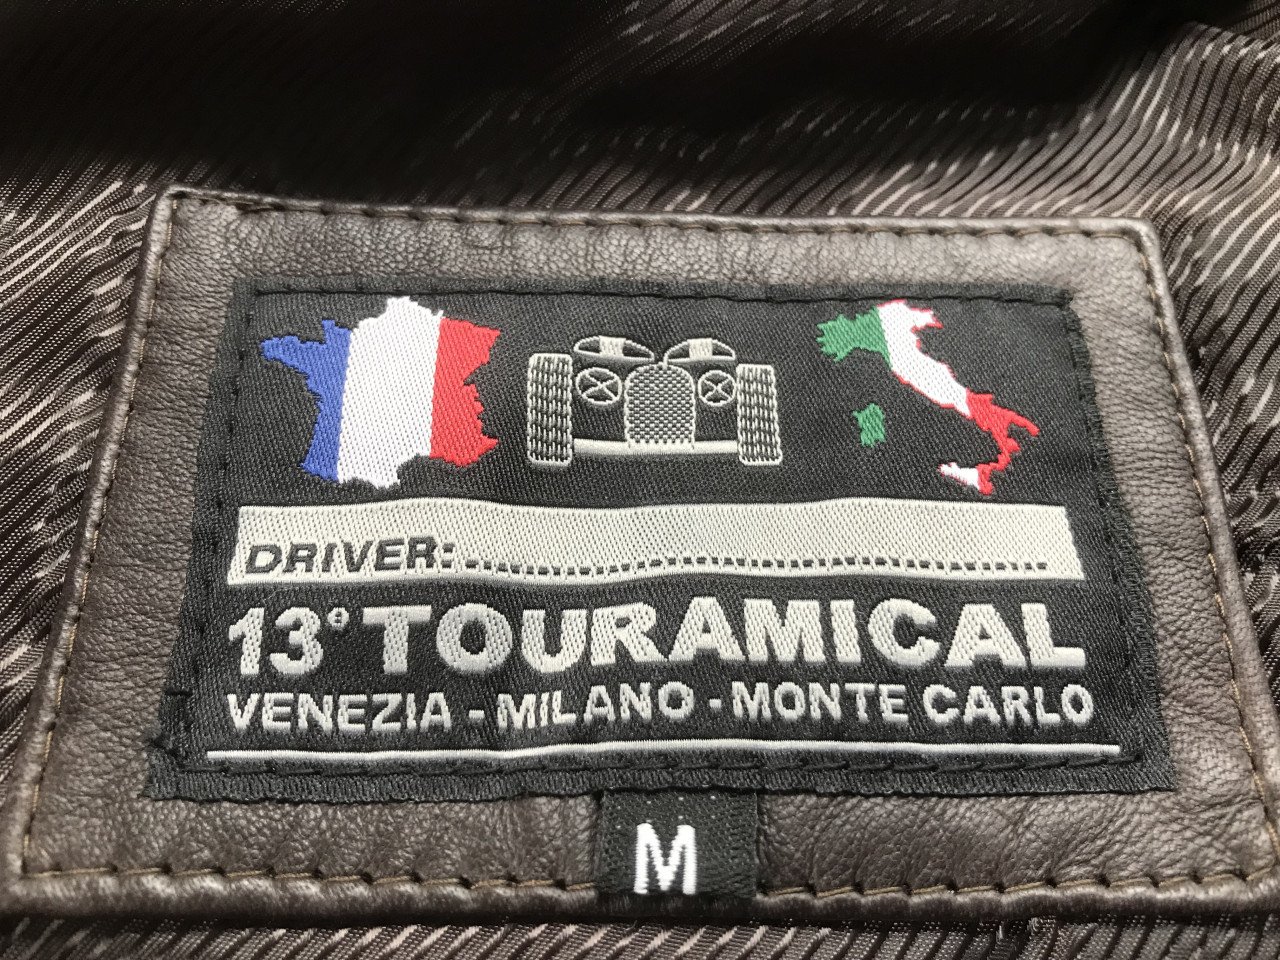 DRIVER:........................................................
13° TOURAMICAL
VENEZIA - MILANO - MONTE CARLO
M